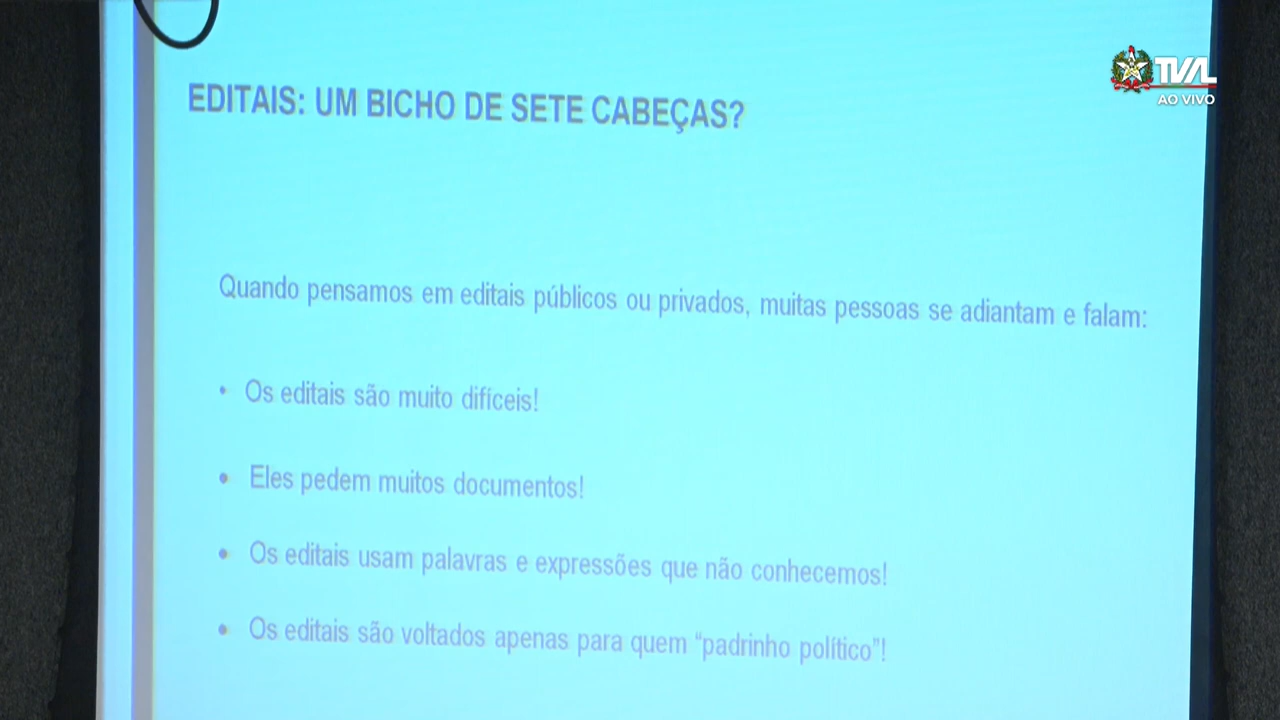 TVAL
AO VIVO
EDITAIS: UM BICHO DE SETE CABEÇAS?
Quando pensamos em editais públicos ou privados, muitas pessoas se adiantam e falam:
• Os editais são muito difíceis!
• Eles pedem muitos documentos!
• Os editais usam palavras e expressões que não conhecemos!
• Os editais são voltados apenas para quem “padrinho político”!